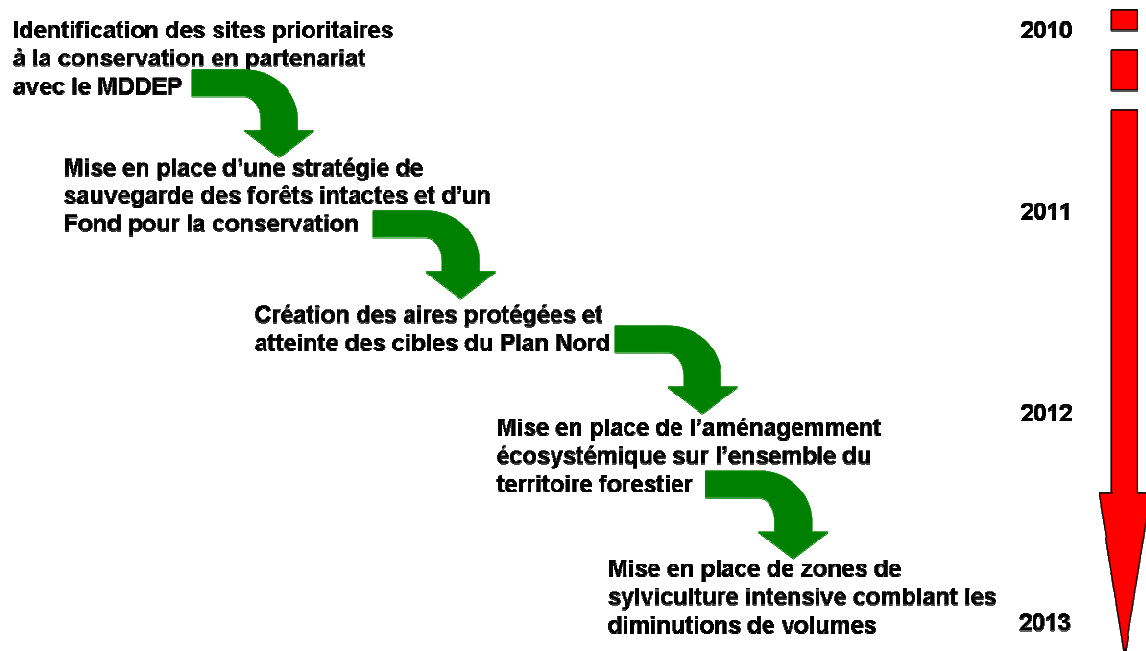 Identification des sites prioritaires
à la conservation en partenariat
avec le MDDEP
2010
Mise en place d'une stratégie de
sauvegarde des forêts intactes et d'un
Fond pour la conservation
2011
Création des aires protégées et
atteinte des cibles du Plan Nord
2012
Mise en place de l'aménagemment
écosystémique sur l'ensemble du
territoire forestier
Mise en place de zones de
sylviculture intensive comblant les
diminutions de volumes
2013